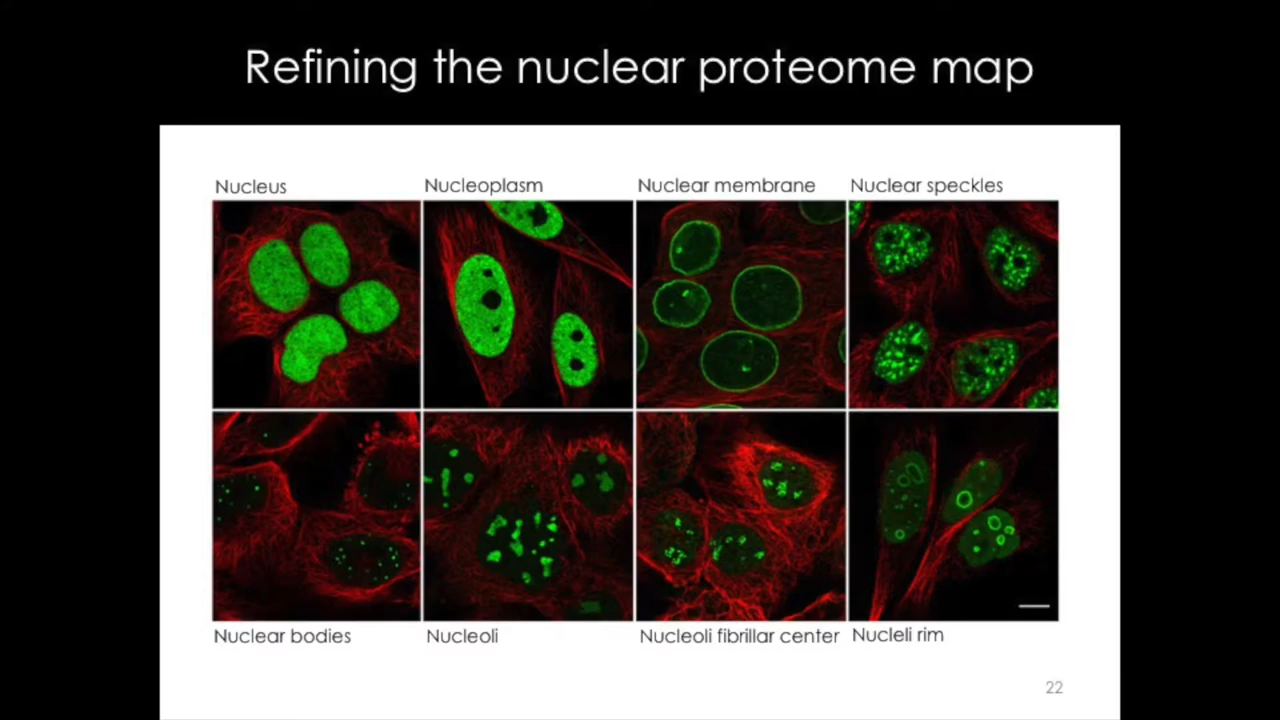 Refining the nuclear proteome map
Nucleus
Nucleoplasm
Nuclear membrane
Nuclear speckles
Nuclear bodies
Nucleoli
Nucleoli fibrillar center
Nucleli rim
22